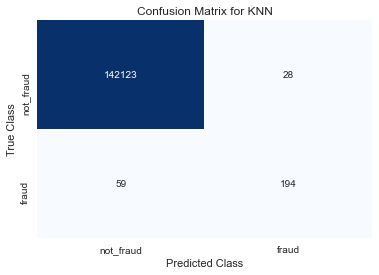 Confusion Matrix for KNN
True Class
not_fraud
142123
28
fraud
59
194
not_fraud
fraud
Predicted Class